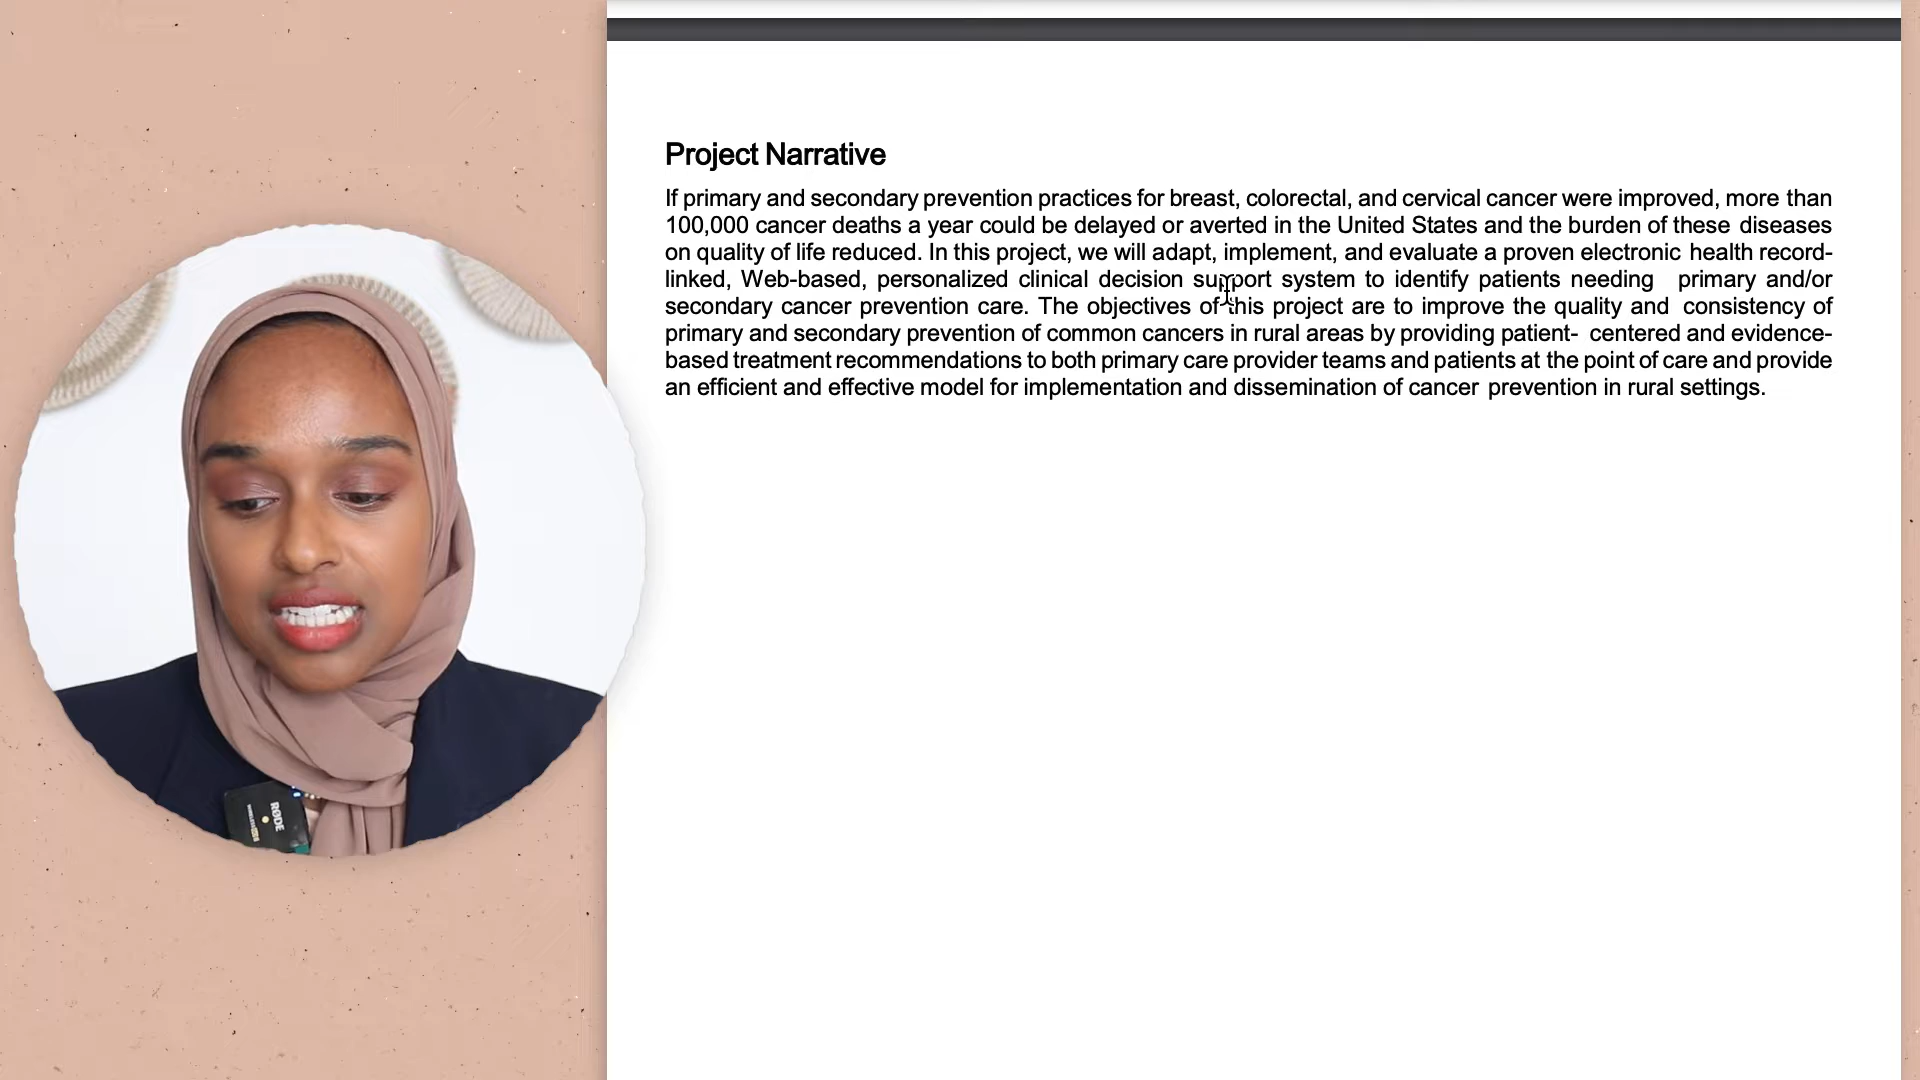 Project Narrative
If primary and secondary prevention practices for breast, colorectal, and cervical cancer were improved, more than
100,000 cancer deaths a year could be delayed or averted in the United States and the burden of these diseases
on quality of life reduced. In this project, we will adapt, implement, and evaluate a proven electronic health record-
linked, Web-based, personalized clinical decision support system to identify patients needing primary and/or
secondary cancer prevention care. The objectives of this project are to improve the quality and consistency of
primary and secondary prevention of common cancers in rural areas by providing patient- centered and evidence-
based treatment recommendations to both primary care provider teams and patients at the point of care and provide
an efficient and effective model for implementation and dissemination of cancer prevention in rural settings.
RØDE